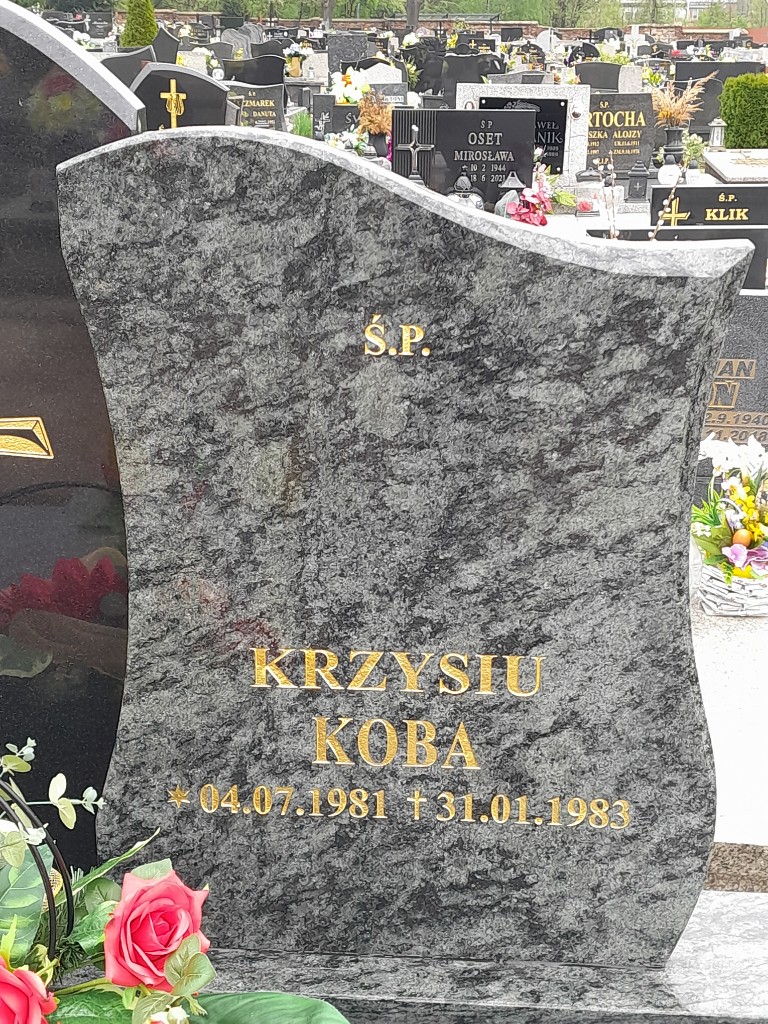 Ś.P.
KRZYSIU
KOBA
*04.07.1981 †31.01.1983
Ś P
OSET
MIROSŁAWA
Ś.P.
KLIK